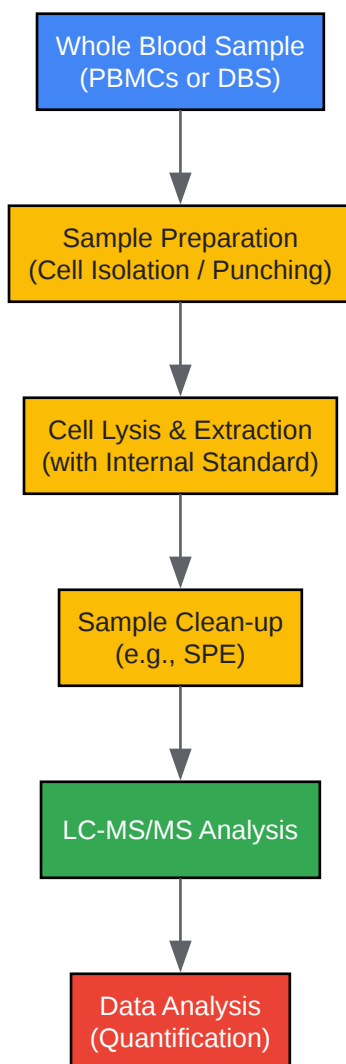 Whole Blood Sample
(PBMCs or DBS)
Sample Preparation
(Cell Isolation / Punching)
Cell Lysis & Extraction
(with Internal Standard)
Sample Clean-up
(e.g., SPE)
LC-MS/MS Analysis
Data Analysis
(Quantification)